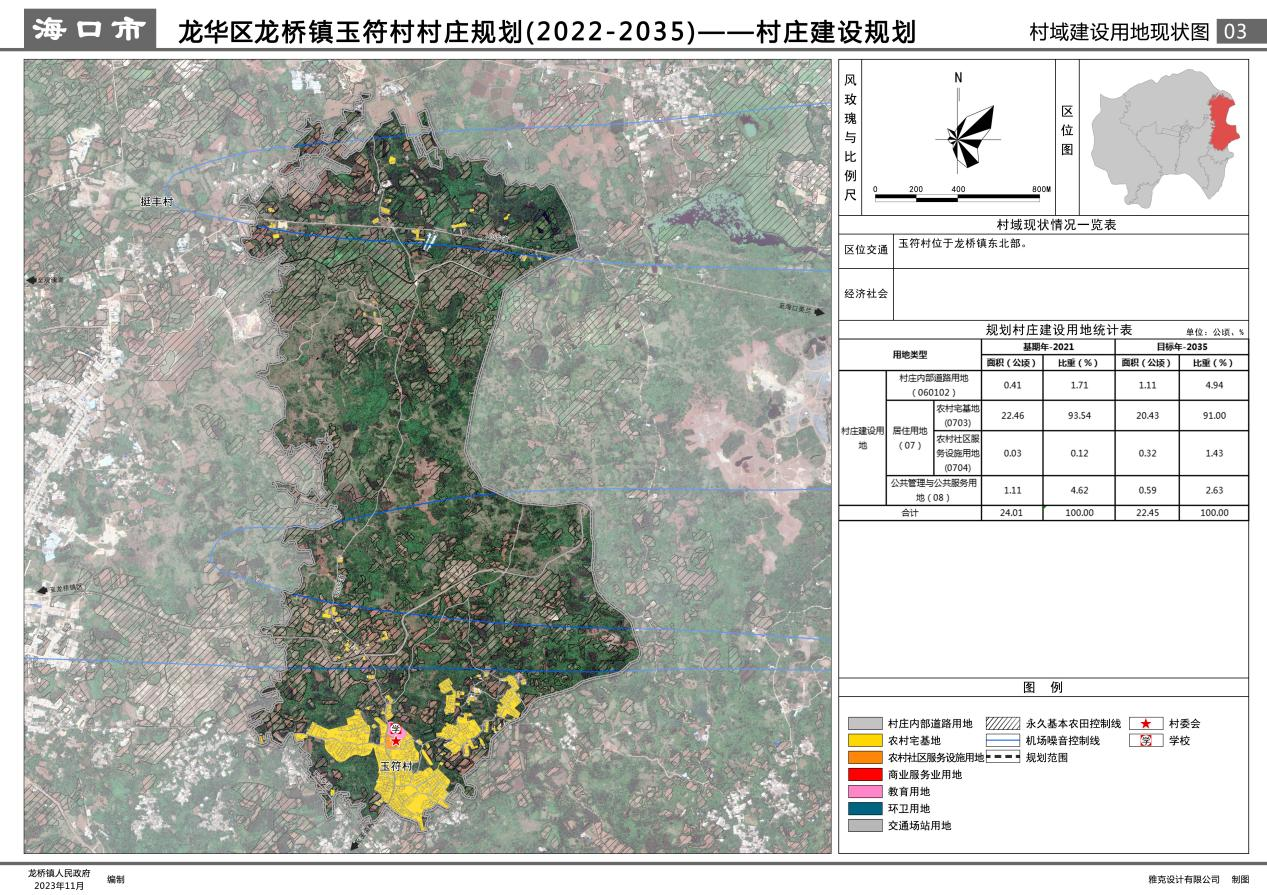 海口市
龙华区龙桥镇玉符村村庄规划(2022-2035)——村庄建设规划
村域建设用地现状图 03
挺丰村
至海口美兰
至龙桥镇区
学
玉符村
风玫瑰与比例尺
N
0 200 400 800M
区位图
村域现状情况一览表
区位交通 玉符村位于龙桥镇东北部。
经济社会
规划村庄建设用地统计表 单位：公顷、%
用地类型 基期年-2021 目标年-2035
面积（公顷） 比重（%） 面积（公顷） 比重（%）
村庄建设用地
村庄内部道路用地（060102） 0.41 1.71 1.11 4.94
居住用地（07）
农村宅基地(0703) 22.46 93.54 20.43 91.00
农村社区服务设施用地(0704) 0.03 0.12 0.32 1.43
公共管理与公共服务用地（08） 1.11 4.62 0.59 2.63
合计 24.01 100.00 22.45 100.00
图 例
村庄内部道路用地 永久基本农田控制线 村委会
农村宅基地 机场噪音控制线 学 学校
农村社区服务设施用地 规划范围
商业服务业用地
教育用地
环卫用地
交通场站用地
龙桥镇人民政府
2023年11月
编制
雅克设计有限公司 制图